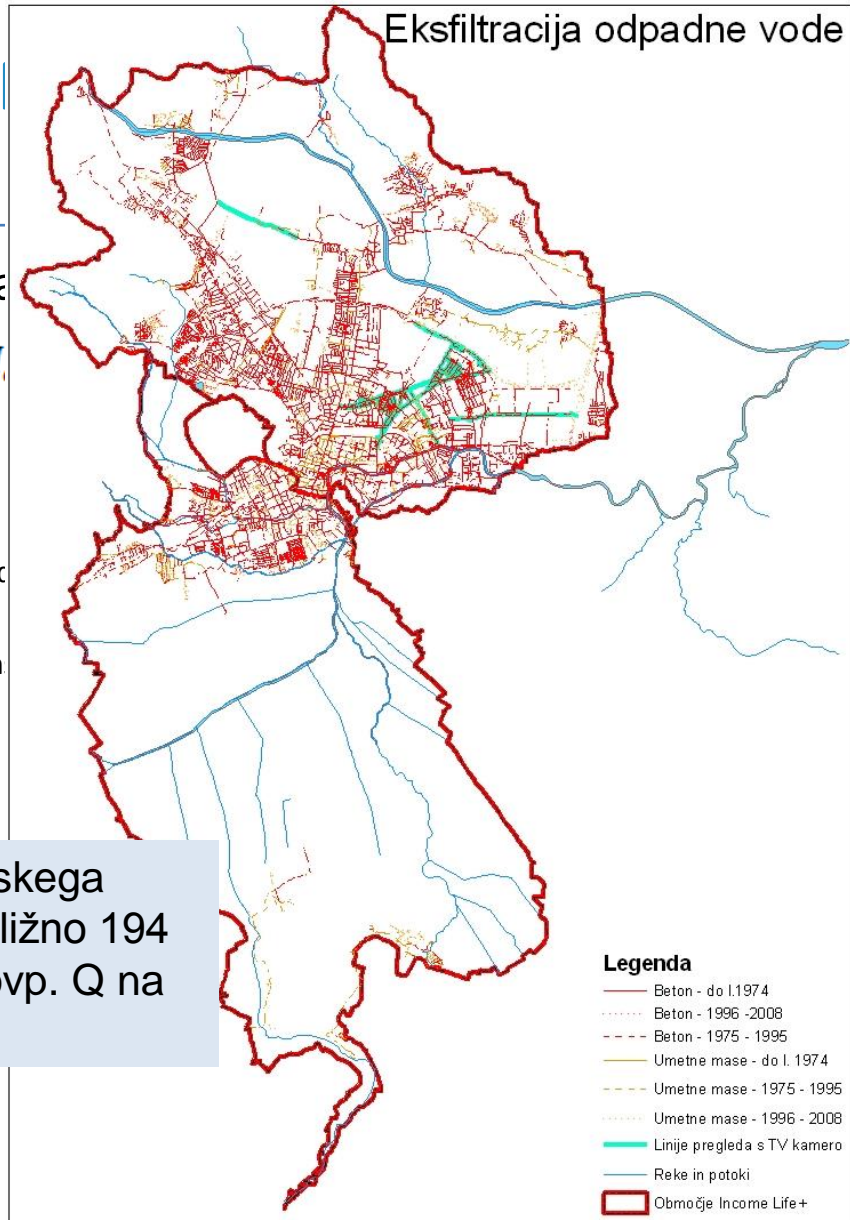 Eksfiltracija odpadne vode
skega
ližno 194
ovp. Q na
Legenda
Beton - do l.1974
Beton - 1996 -2008
Beton - 1975 - 1995
Umetne mase - do l. 1974
Umetne mase - 1975 - 1995
Umetne mase - 1996 - 2008
Linije pregleda s TV kamero
Reke in potoki
Območje Income Life+